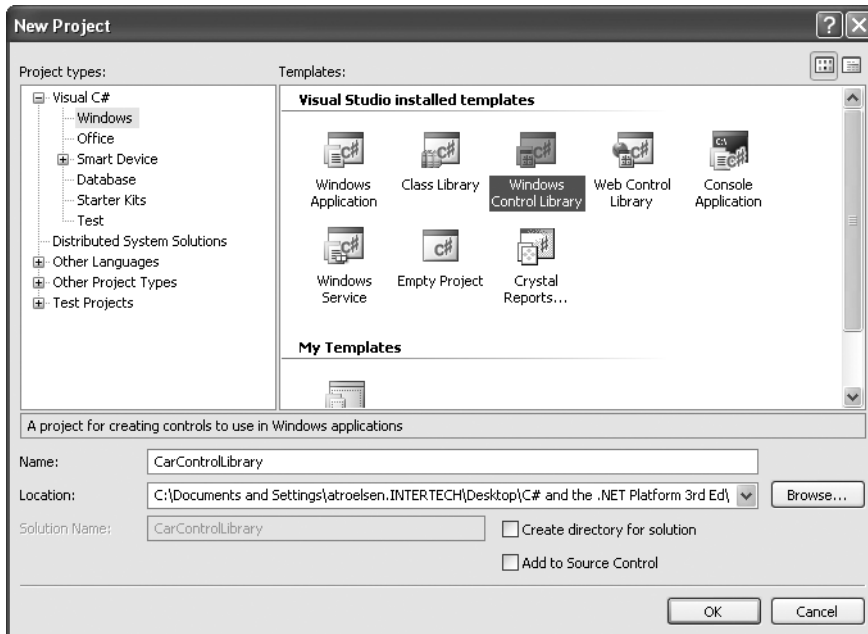 New Project
Project types:
Templates:
Visual C#
Windows
Office
Smart Device
Database
Starter Kits
Test
Distributed System Solutions
Other Languages
Other Project Types
Test Projects
Visual Studio installed templates
Windows
Application
Class Library
Windows
Control Library
Web Control
Library
Console
Application
Windows
Service
Empty Project
Crystal
Reports...
My Templates
A project for creating controls to use in Windows applications
Name:
CarControlLibrary
Location:
C:\Documents and Settings\atroelsen.INTERTECH\Desktop\C# and the .NET Platform 3rd Ed\
Browse...
Solution Name:
CarControlLibrary
Create directory for solution
Add to Source Control
OK
Cancel